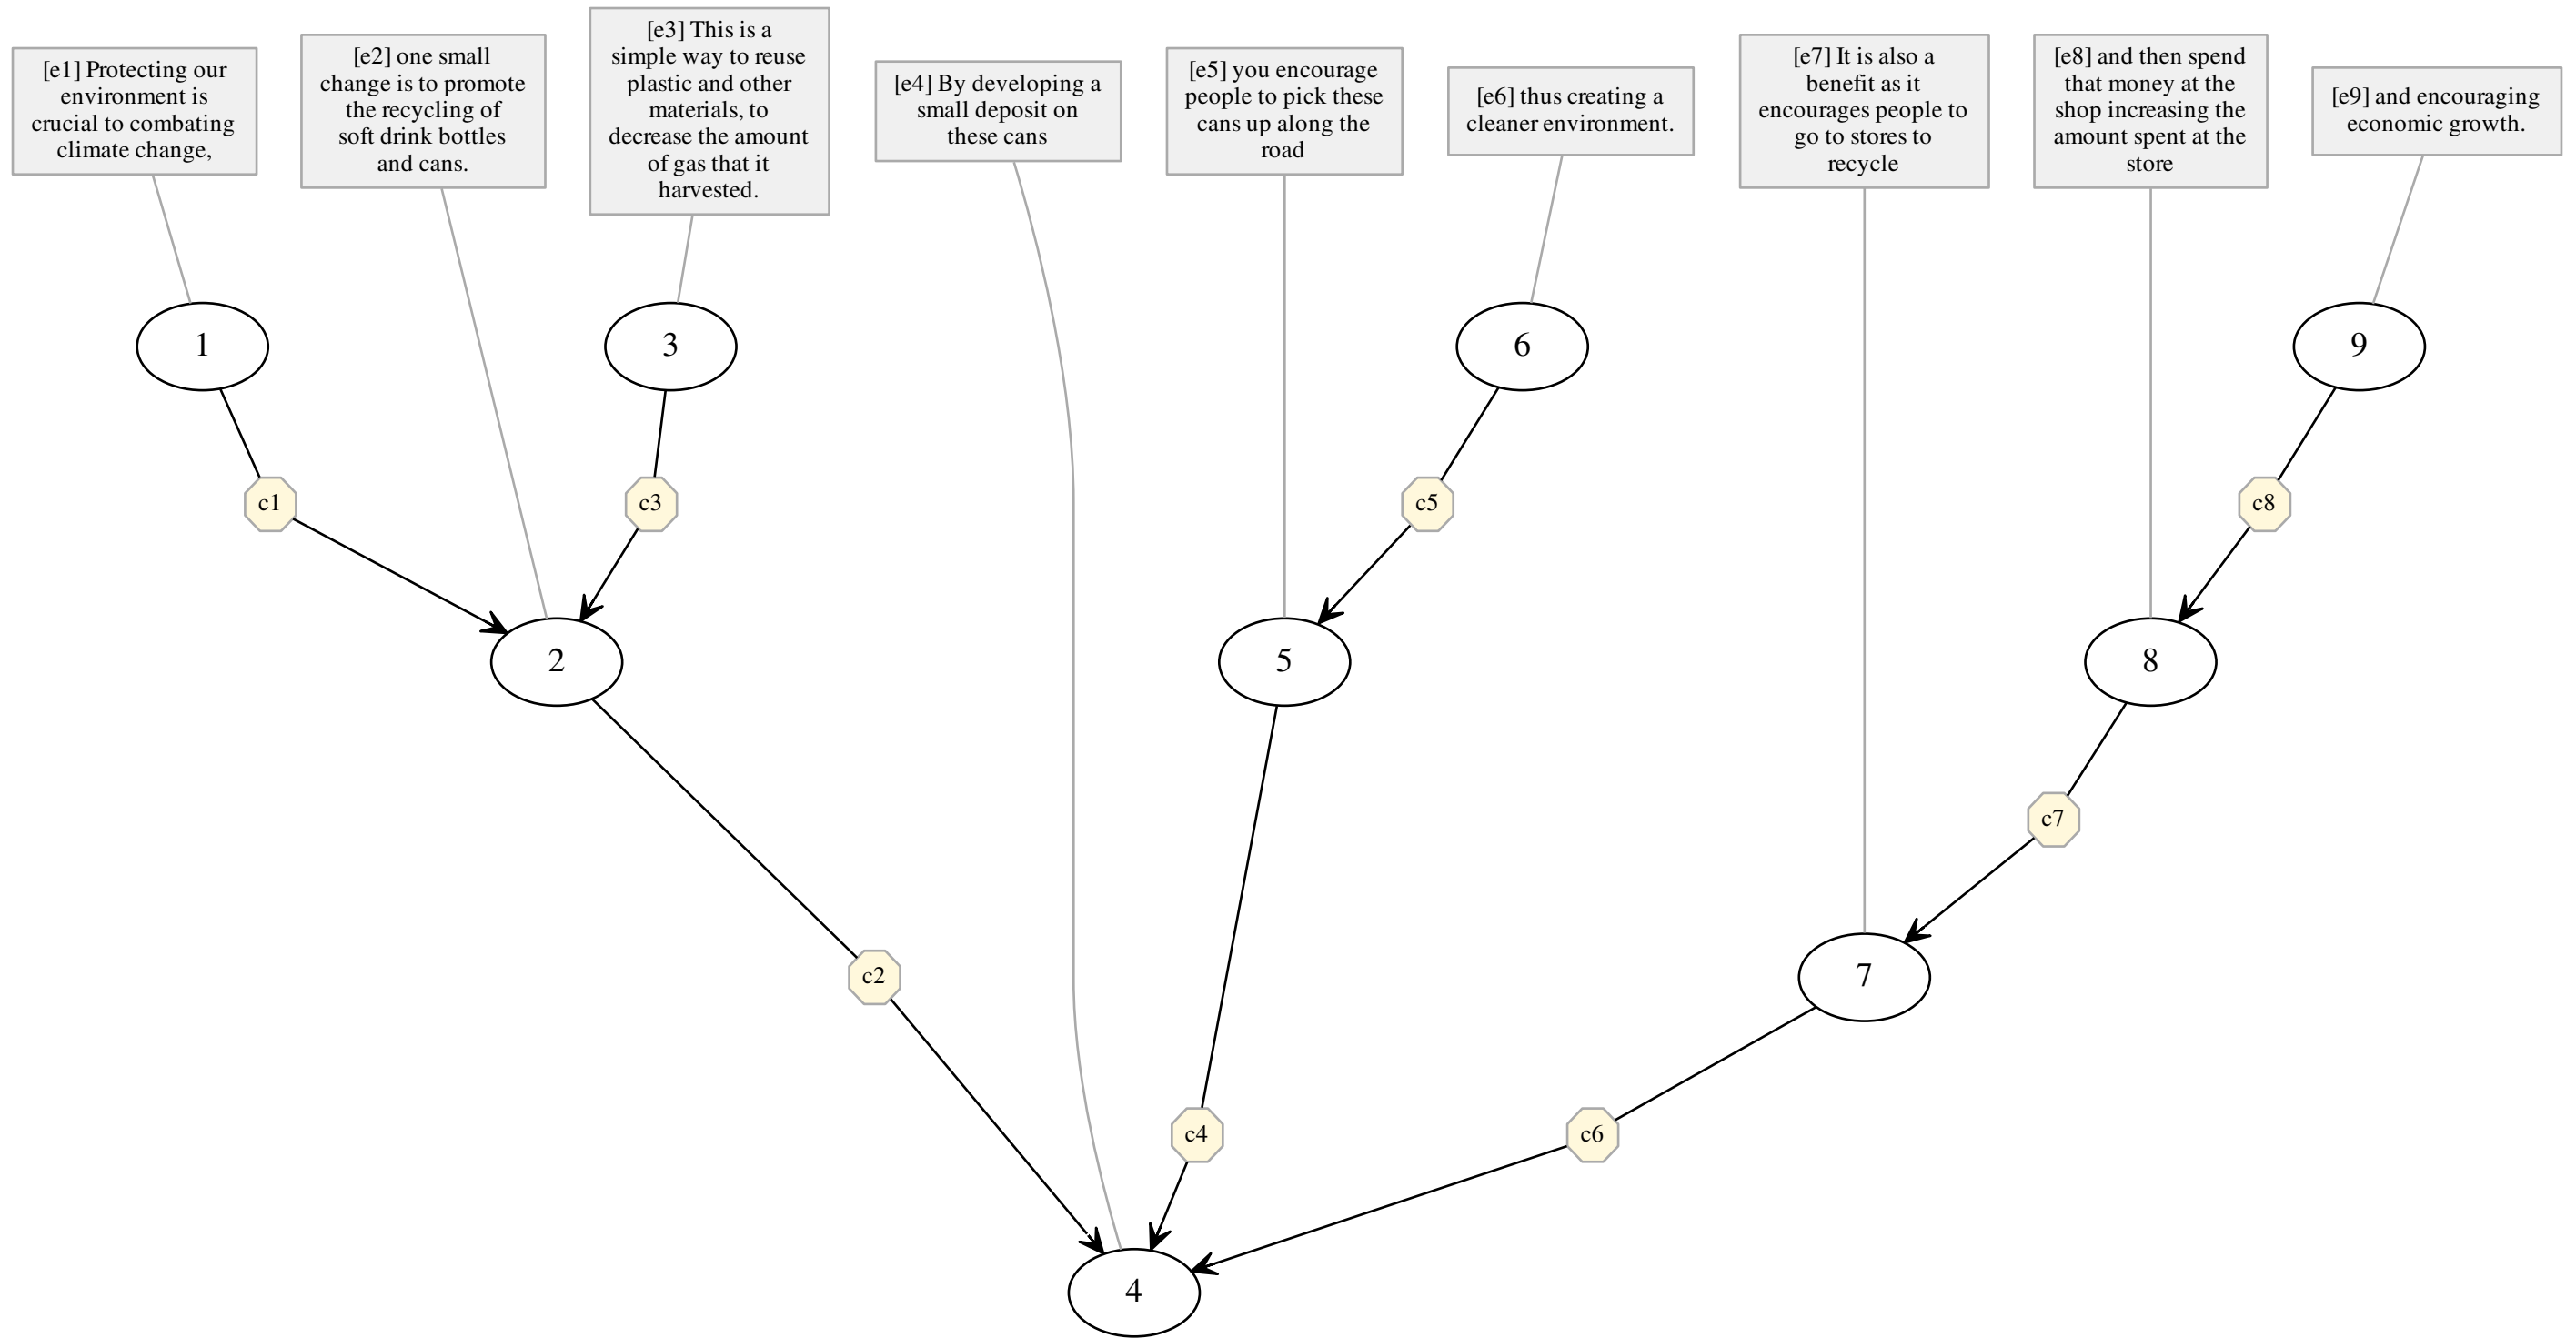 [e1] Protecting our
environment is
crucial to combating
climate change,
[e2] one small
change is to promote
the recycling of
soft drink bottles
and cans.
[e3] This is a
simple way to reuse
plastic and other
materials, to
decrease the amount
of gas that it
harvested.
[e4] By developing a
small deposit on
these cans
[e5] you encourage
people to pick these
cans up along the
road
[e6] thus creating a
cleaner environment.
[e7] It is also a
benefit as it
encourages people to
go to stores to
recycle
[e8] and then spend
that money at the
shop increasing the
amount spent at the
store
[e9] and encouraging
economic growth.
1
3
6
9
c1
c3
c5
c8
2
5
8
c7
c2
7
c4
c6
4